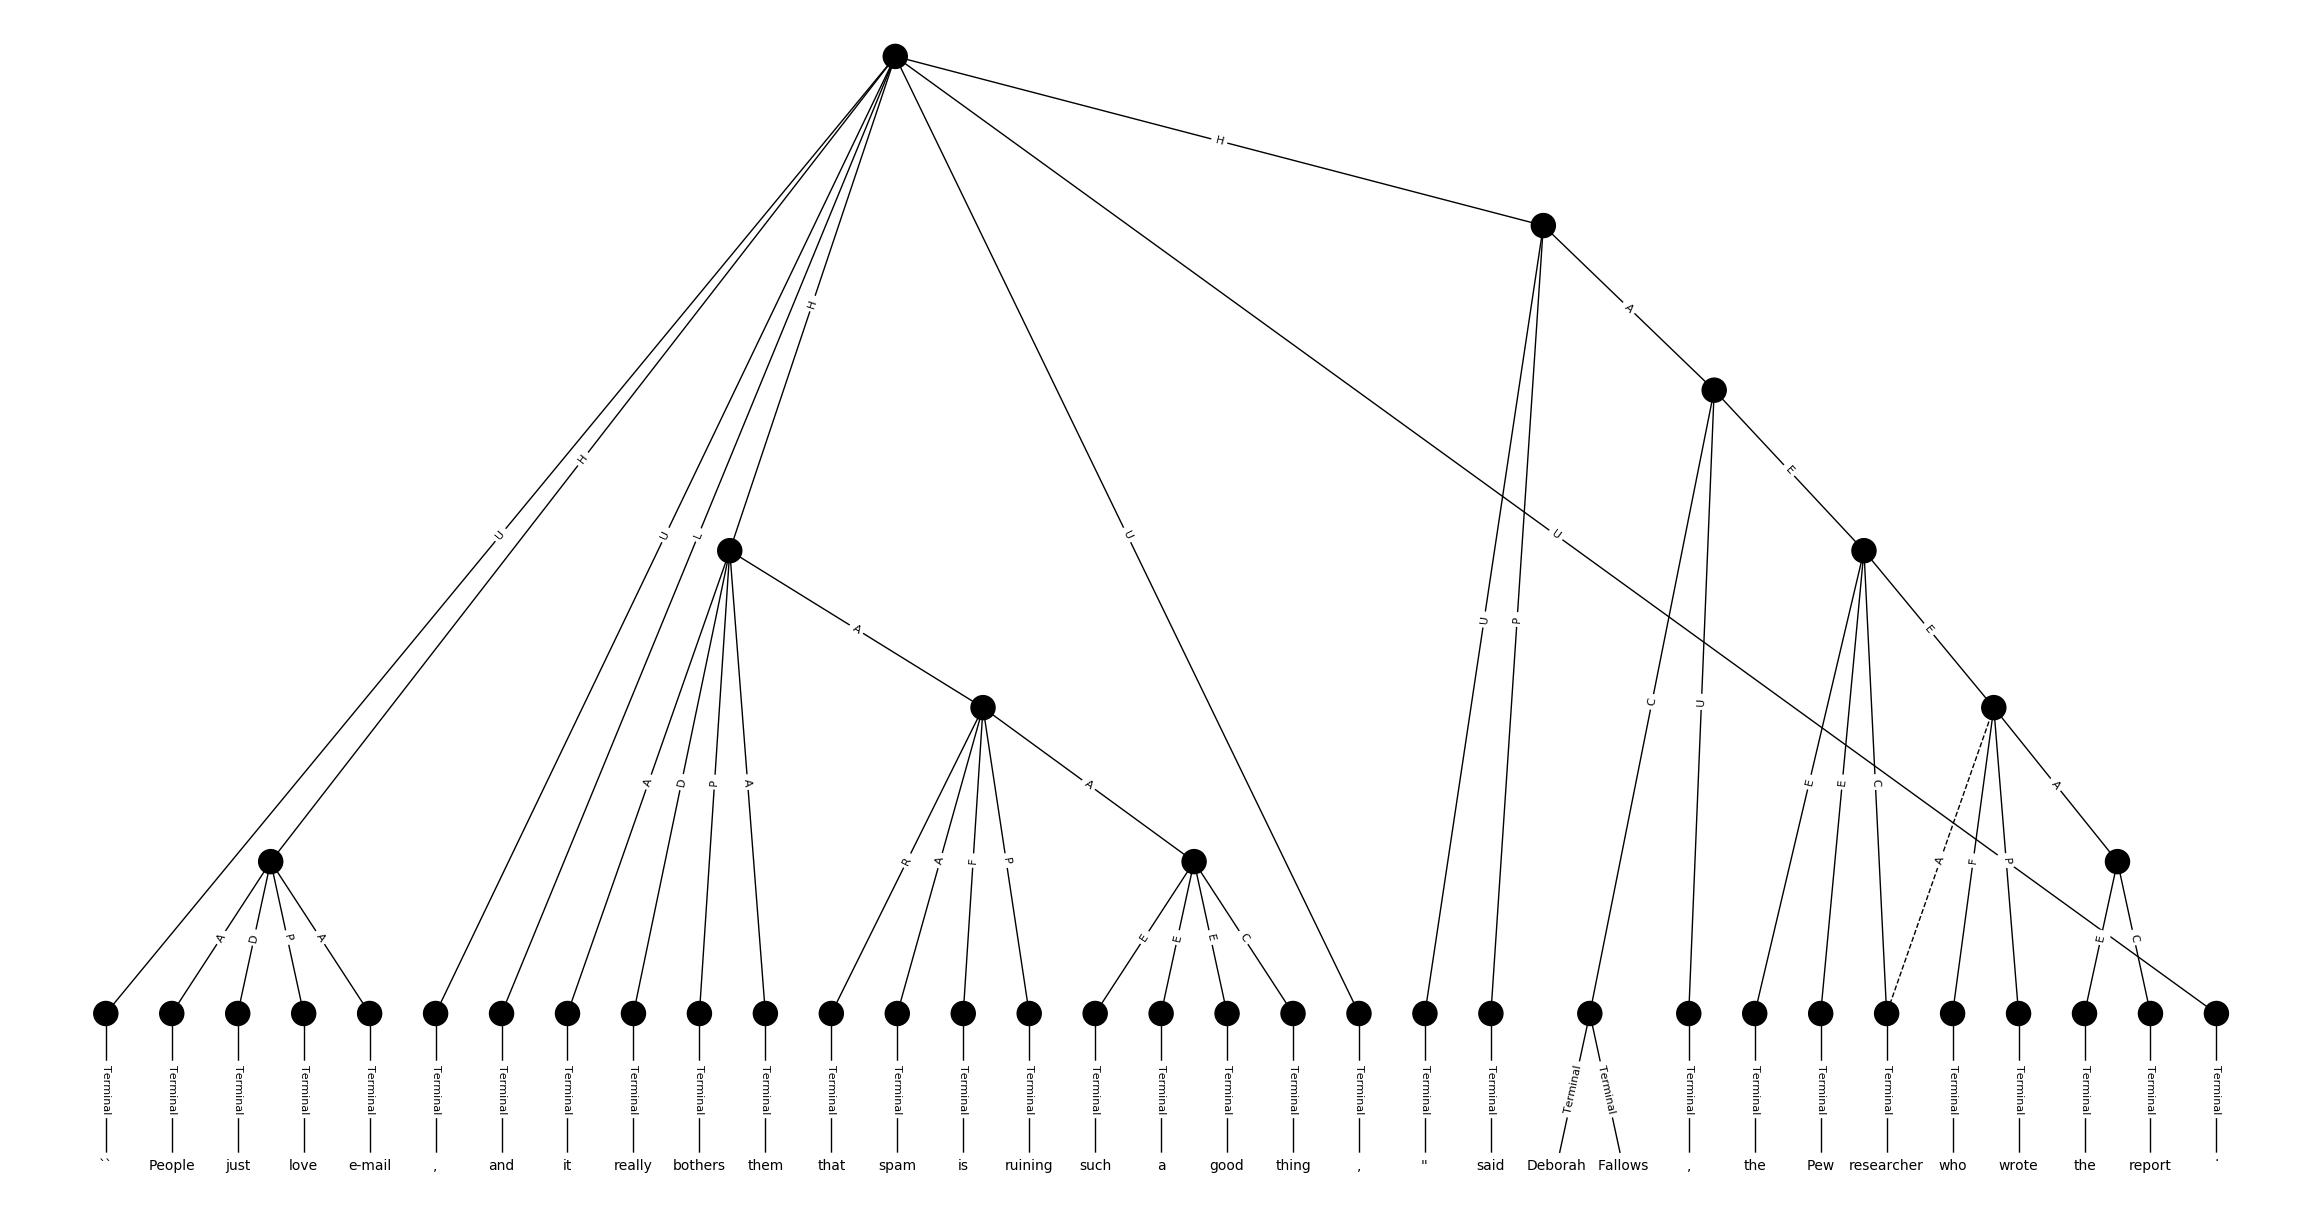 H
A
H
E
H
U
U
L
U
U
A
E
U
P
C
U
A
D
P
A
A
E
E
C
A
R
A
F
P
A
F
P
A
D
P
A
E
E
E
C
E
C
Terminal Terminal Terminal Terminal Terminal Terminal Terminal Terminal Terminal Terminal Terminal Terminal Terminal Terminal Terminal Terminal Terminal Terminal Terminal Terminal Terminal Terminal Terminal Terminal Terminal Terminal Terminal Terminal Terminal Terminal Terminal Terminal Terminal
`` People just love e-mail , and it really bothers them that spam is ruining such a good thing , '' said Deborah Fallows , the Pew researcher who wrote the report .